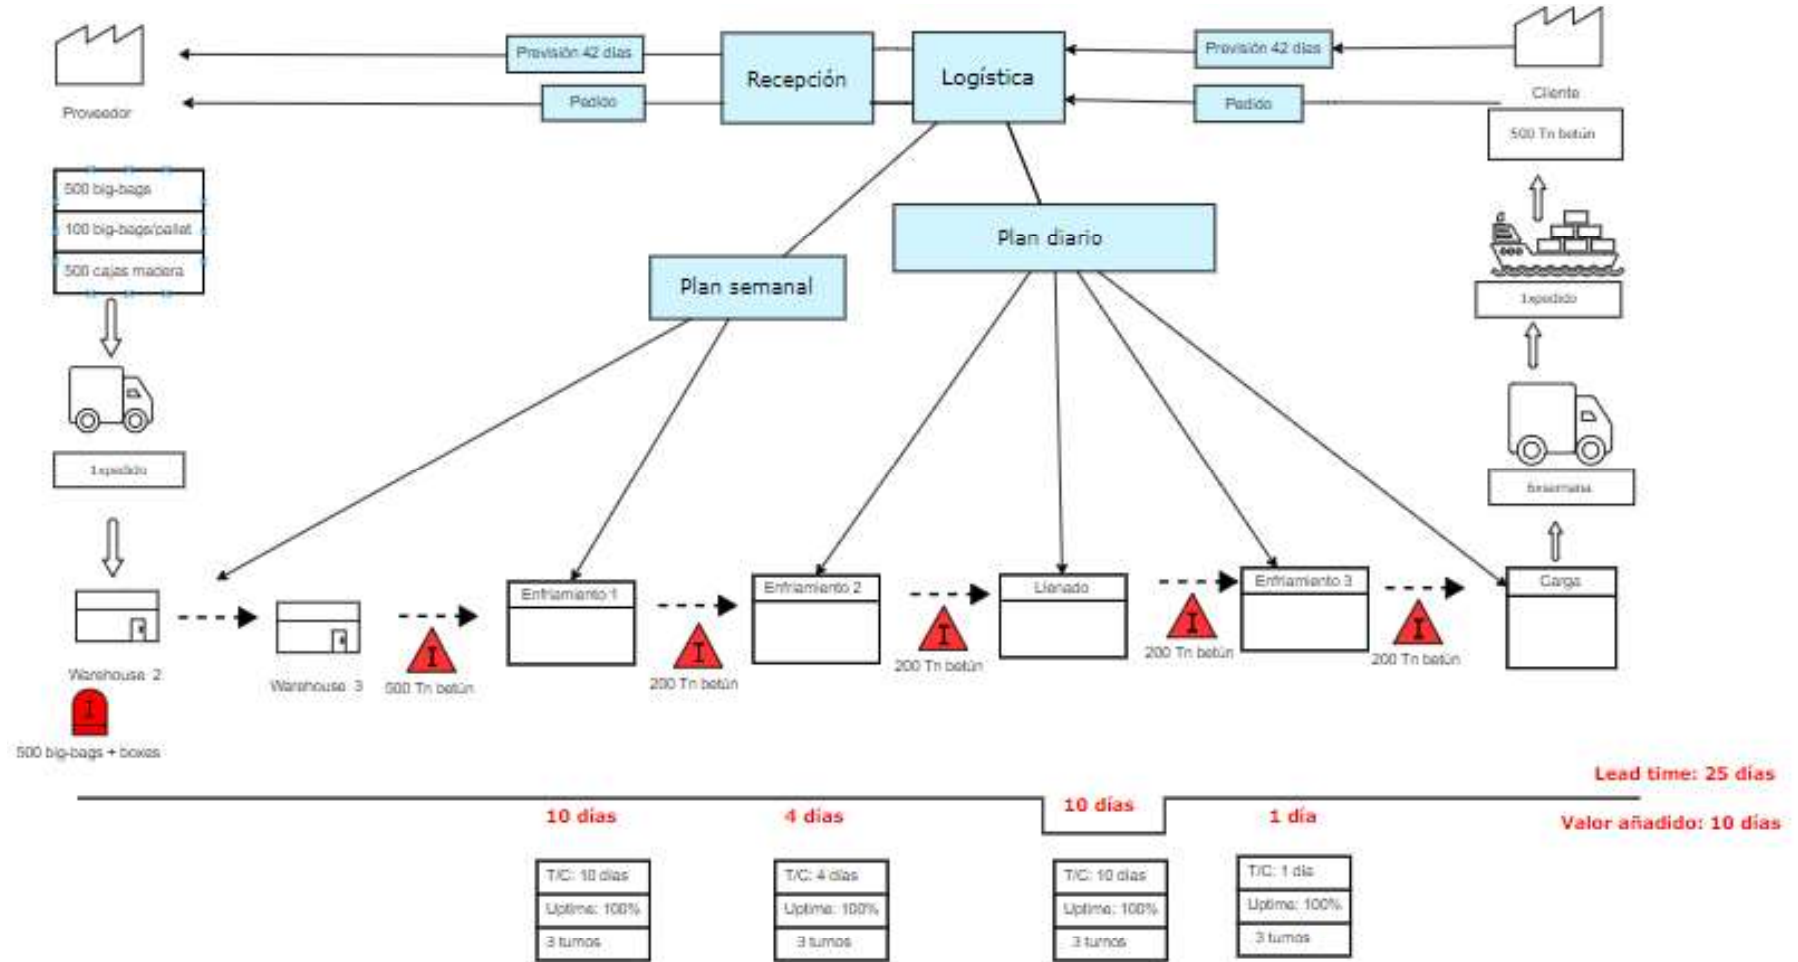 Previsión 42 días
Recepción
Logística
Previsión 42 días
Pedido
Pedido
Proveedor
Cliente
500 Tn betún
500 big-bags
100 big-bags/pallet
500 cajas madera
Plan diario
Plan semanal
1xpedido
1xpedido
6xsemana
Enfriamiento 1
Enfriamiento 2
Llenado
Enfriamiento 3
Carga
Warehouse 2
Warehouse 3
I
I
I
I
I
500 Tn betún
200 Tn betún
200 Tn betún
200 Tn betún
200 Tn betún
I
500 big-bags + boxes
Lead time: 25 días
10 días
4 días
10 días
1 día
Valor añadido: 10 días
T/C: 10 días
Uptime: 100%
3 turnos
T/C: 4 días
Uptime: 100%
3 turnos
T/C: 10 días
Uptime: 100%
3 turnos
T/C: 1 día
Uptime: 100%
3 turnos